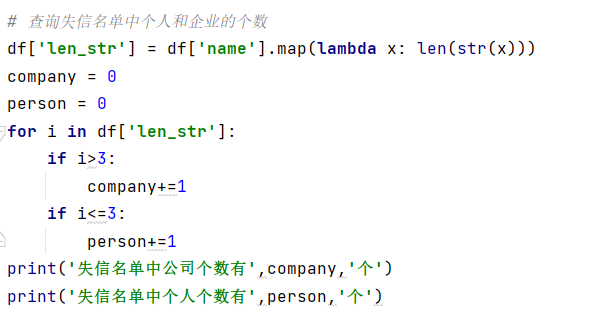 # 查询失信名单中个人和企业的个数
df['len_str'] = df['name'].map(lambda x: len(str(x)))
company = 0
person = 0
for i in df['len_str']:
    if i>3:
        company+=1
    if i<=3:
        person+=1
print('失信名单中公司个数有',company,'个')
print('失信名单中个人个数有',person,'个')